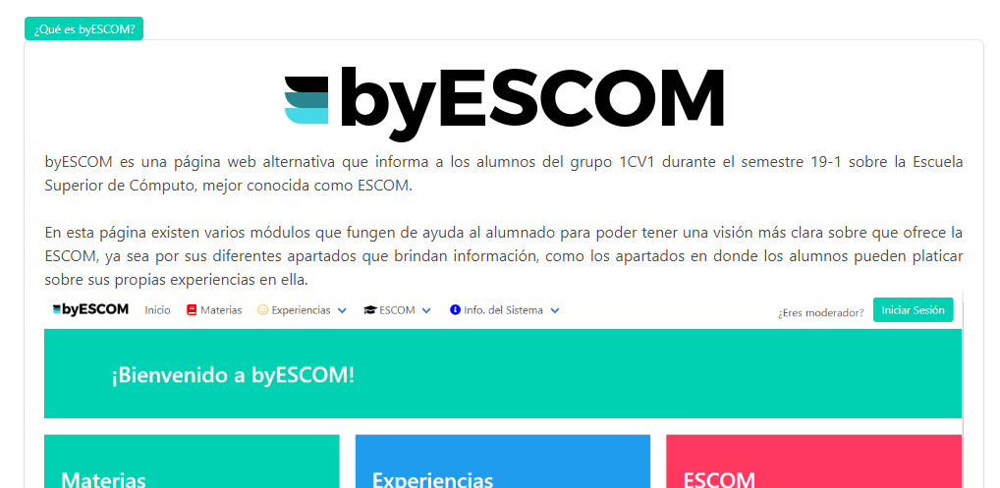 ¿Qué es byESCOM?
byESCOM
byESCOM es una página web alternativa que informa a los alumnos del grupo 1CV1 durante el semestre 19-1 sobre la Escuela
Superior de Cómputo, mejor conocida como ESCOM.
En esta página existen varios módulos que fungen de ayuda al alumnado para poder tener una visión más clara sobre que ofrece la
ESCOM, ya sea por sus diferentes apartados que brindan información, como los apartados en donde los alumnos pueden platicar
sobre sus propias experiencias en ella.
byESCOM Inicio Materias Experiencias ESCOM Info. del Sistema ¿Eres moderador? Iniciar Sesión
¡Bienvenido a byESCOM!
Materias Experiencias ESCOM